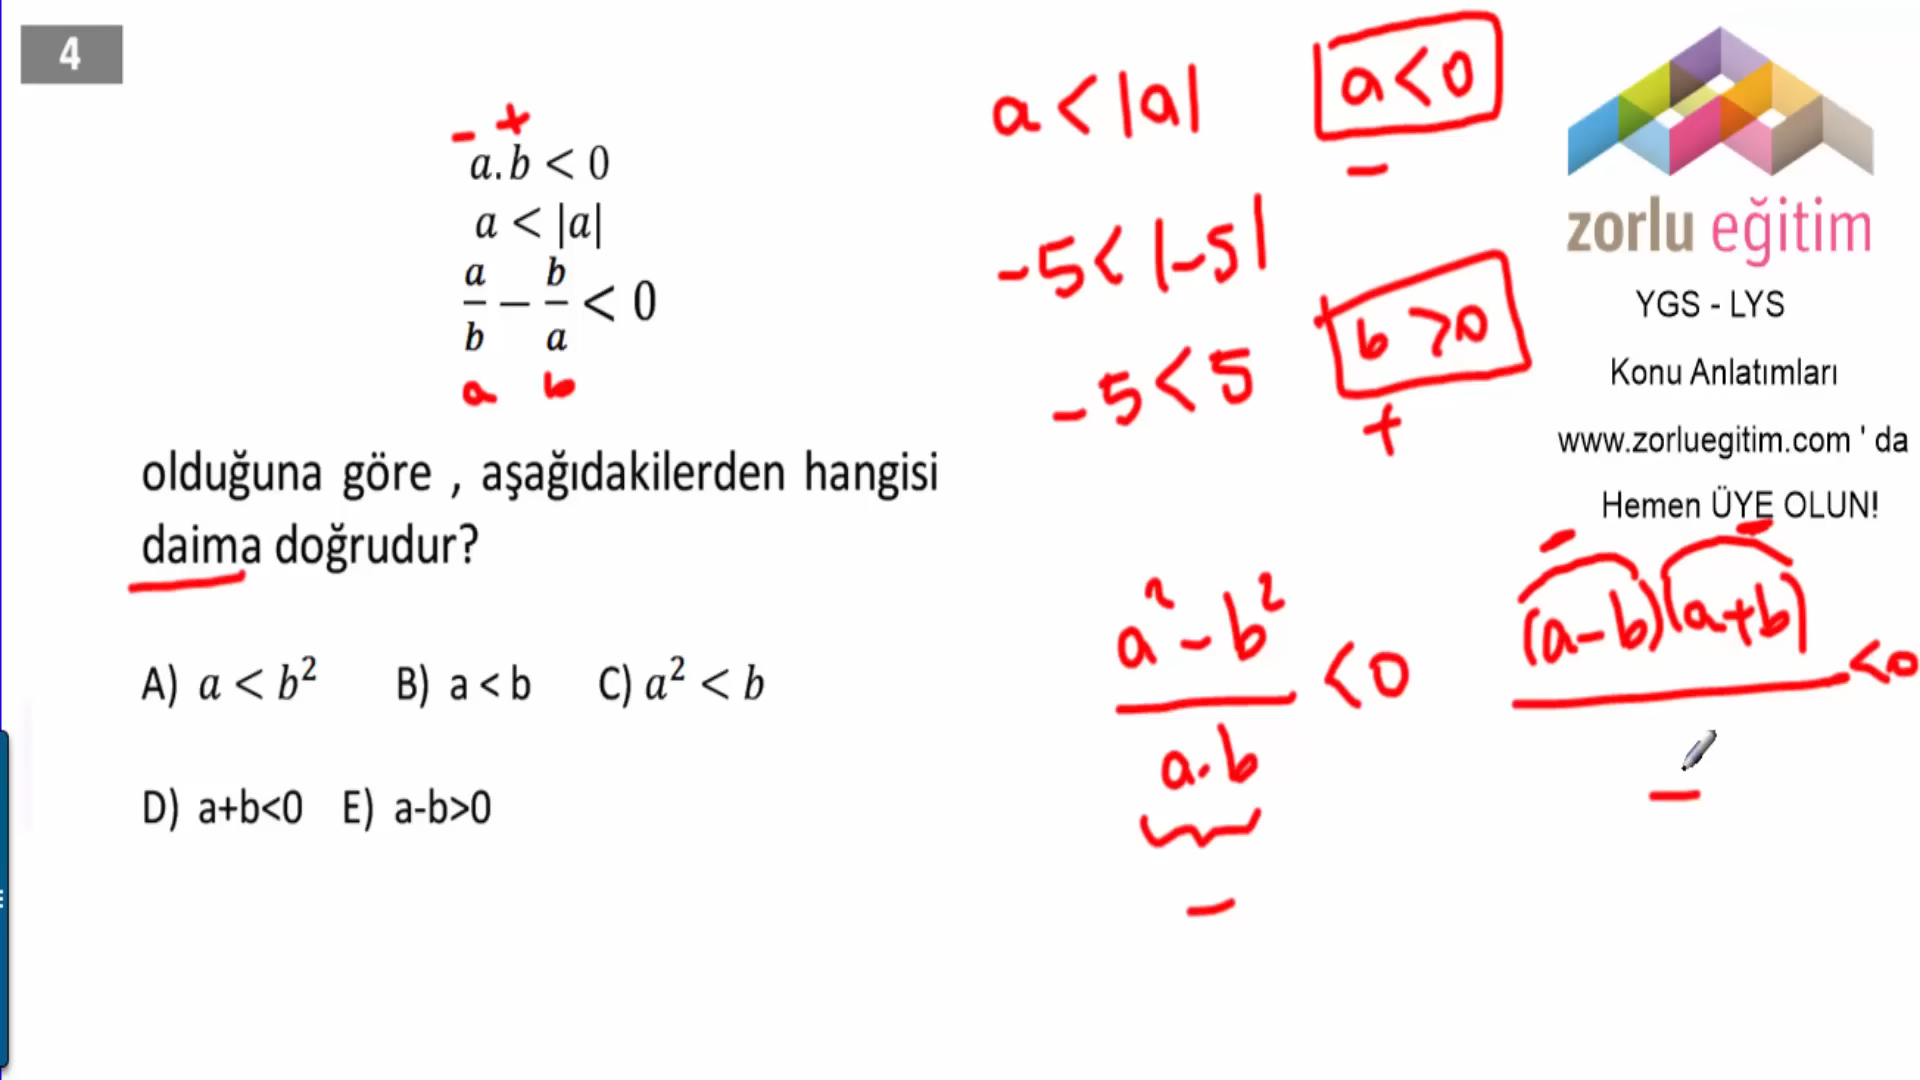 4
- +
a.b < 0
a < |a|
a/b − b/a < 0
a b
olduğuna göre , aşağıdakilerden hangisi
daima doğrudur?
A) a < b² B) a < b C) a² < b
D) a+b<0 E) a-b>0
a < |a|
a < 0
-
-5 < |-5|
-5 < 5
b > 0
+
a² - b² / a.b < 0
-
- -
(a-b)(a+b) / - < 0
zorlu eğitim
YGS - LYS
Konu Anlatımları
www.zorluegitim.com ' da
Hemen ÜYE OLUN!